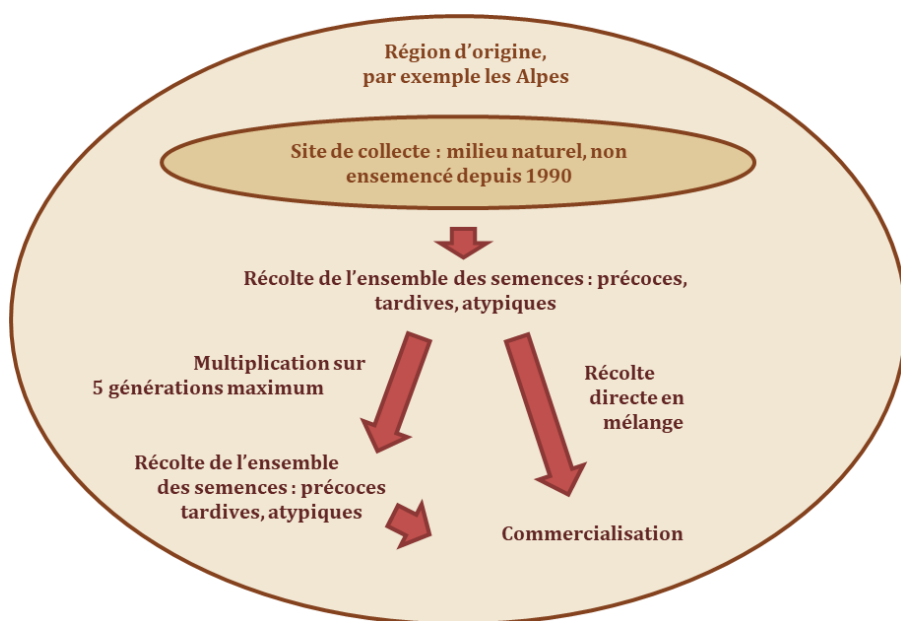 Région d'origine,
par exemple les Alpes
Site de collecte : milieu naturel, non
ensemencé depuis 1990
Récolte de l'ensemble des semences : précoces,
tardives, atypiques
Multiplication sur
5 générations maximum
Récolte
directe en
mélange
Récolte de l'ensemble
des semences : précoces
tardives, atypiques
Commercialisation